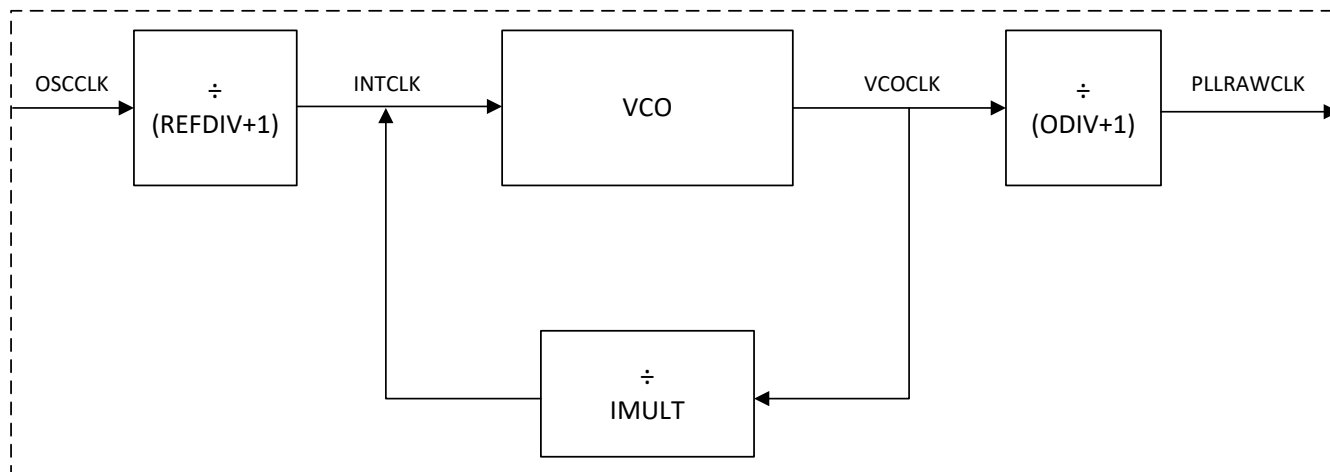 OSCCLK
÷
(REFDIV+1)
INTCLK
VCO
VCOCLK
÷
(ODIV+1)
PLLRAWCLK
÷
IMULT